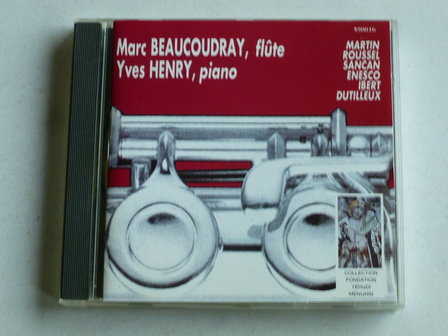 Marc BEAUCOUDRAY, flûte
Yves HENRY, piano
MARTIN
ROUSSEL
SANCAN
ENESCO
IBERT
DUTILLEUX
COLLECTION
FONDATION
YEHUDI
MENUHIN